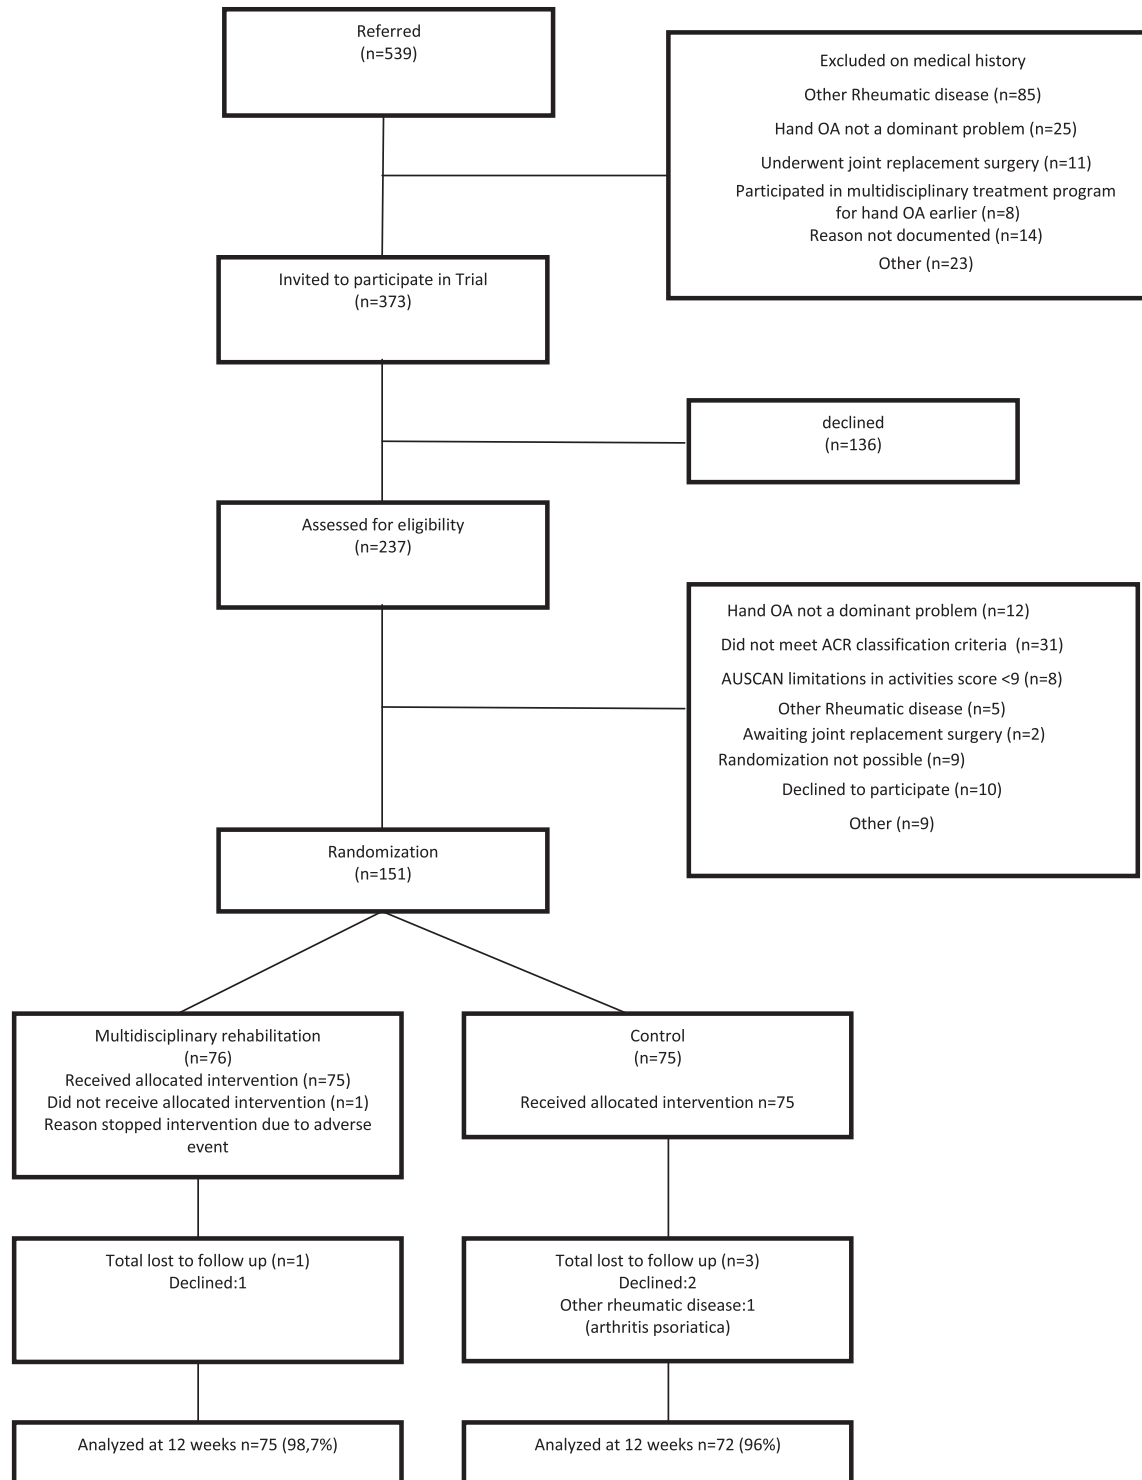 Referred
(n=539)
Excluded on medical history
Other Rheumatic disease (n=85)
Hand OA not a dominant problem (n=25)
Underwent joint replacement surgery (n=11)
Participated in multidisciplinary treatment program
for hand OA earlier (n=8)
Reason not documented (n=14)
Other (n=23)
Invited to participate in Trial
(n=373)
declined
(n=136)
Assessed for eligibility
(n=237)
Hand OA not a dominant problem (n=12)
Did not meet ACR classification criteria (n=31)
AUSCAN limitations in activities score <9 (n=8)
Other Rheumatic disease (n=5)
Awaiting joint replacement surgery (n=2)
Randomization not possible (n=9)
Declined to participate (n=10)
Other (n=9)
Randomization
(n=151)
Multidisciplinary rehabilitation
(n=76)
Received allocated intervention (n=75)
Did not receive allocated intervention (n=1)
Reason stopped intervention due to adverse
event
Control
(n=75)
Received allocated intervention n=75
Total lost to follow up (n=1)
Declined:1
Total lost to follow up (n=3)
Declined:2
Other rheumatic disease:1
(arthritis psoriatica)
Analyzed at 12 weeks n=75 (98,7%)
Analyzed at 12 weeks n=72 (96%)